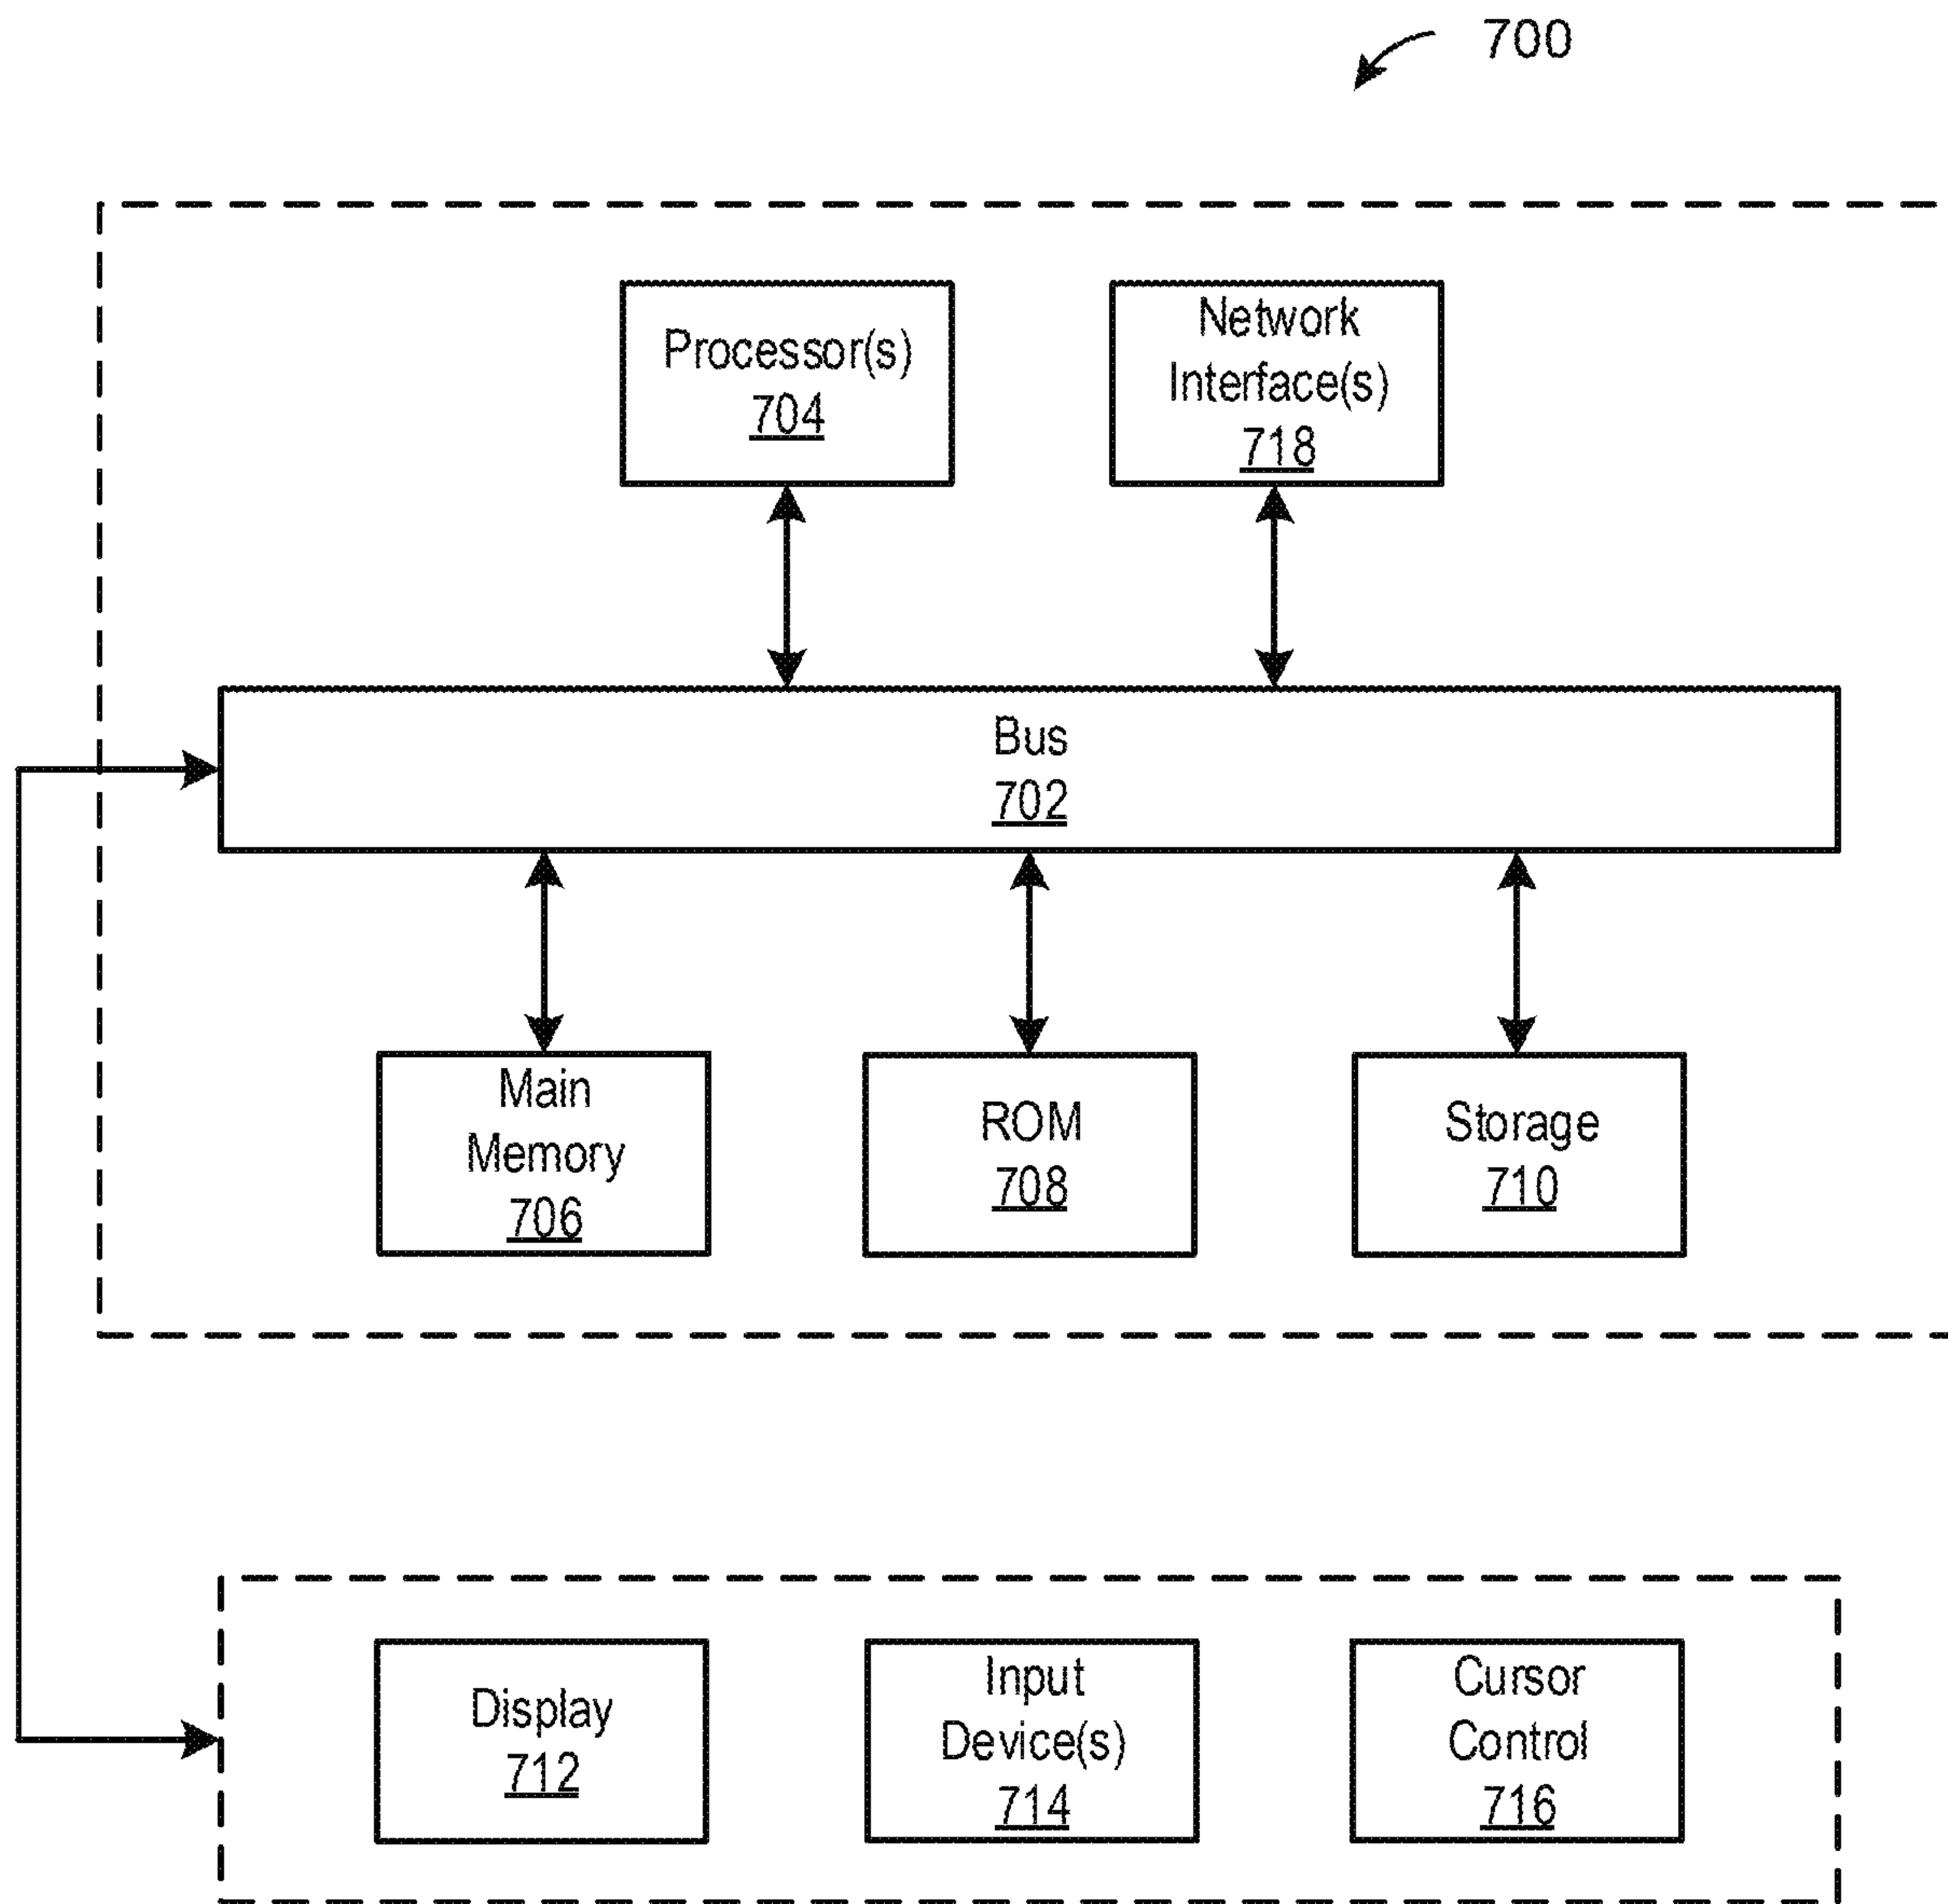 700
Processor(s)
704
Network
Interface(s)
718
Bus
702
Main
Memory
706
ROM
708
Storage
710
Display
712
Input
Device(s)
714
Cursor
Control
716